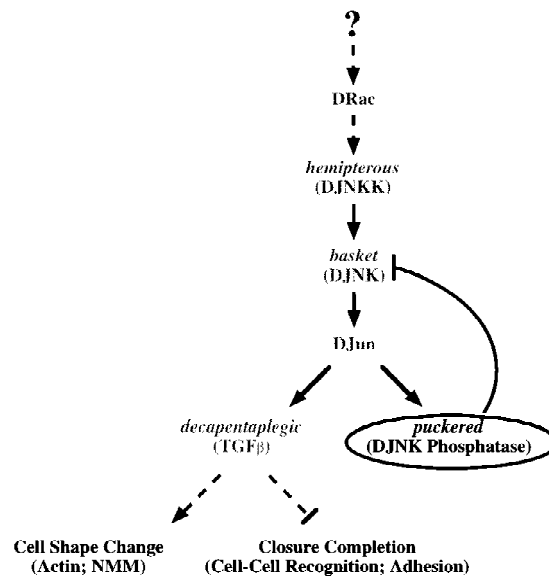 ?
DRac
hemipterous
(DJNKK)
basket
(DJNK)
DJun
decapentaplegic
(TGFβ)
puckered
(DJNK Phosphatase)
Cell Shape Change
(Actin; NMM)
Closure Completion
(Cell-Cell Recognition; Adhesion)